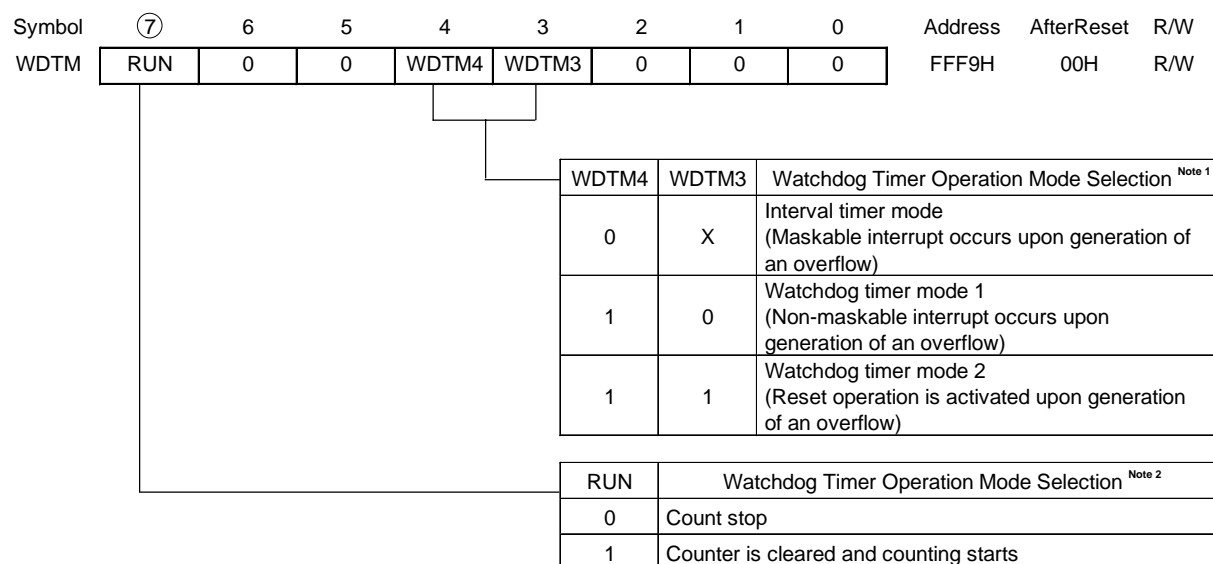 Symbol ⑦ 6 5 4 3 2 1 0 Address AfterReset R/W
WDTM RUN 0 0 WDTM4 WDTM3 0 0 0 FFF9H 00H R/W
WDTM4 WDTM3 Watchdog Timer Operation Mode Selection Note 1
0 X Interval timer mode
(Maskable interrupt occurs upon generation of
an overflow)
1 0 Watchdog timer mode 1
(Non-maskable interrupt occurs upon
generation of an overflow)
1 1 Watchdog timer mode 2
(Reset operation is activated upon generation
of an overflow)
RUN Watchdog Timer Operation Mode Selection Note 2
0 Count stop
1 Counter is cleared and counting starts